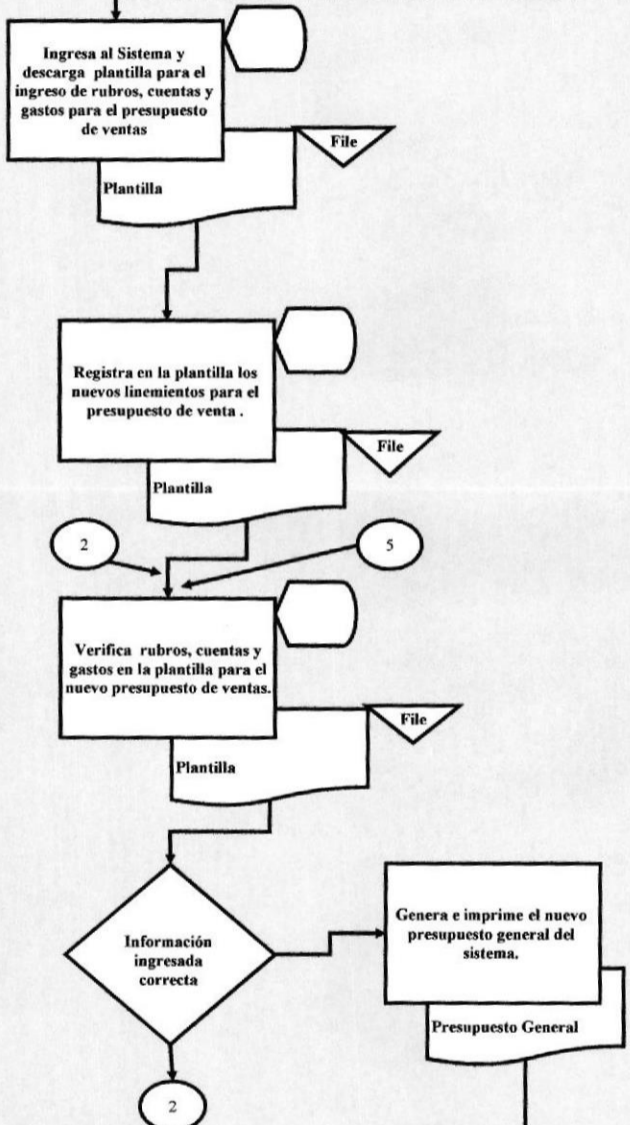 Ingresa al Sistema y
descarga plantilla para el
ingreso de rubros, cuentas y
gastos para el presupuesto
de ventas
File
Plantilla
Registra en la plantilla los
nuevos linemientos para el
presupuesto de venta .
File
Plantilla
2
5
Verifica rubros, cuentas y
gastos en la plantilla para el
nuevo presupuesto de ventas.
File
Plantilla
Información
ingresada
correcta
Genera e imprime el nuevo
presupuesto general del
sistema.
Presupuesto General
2